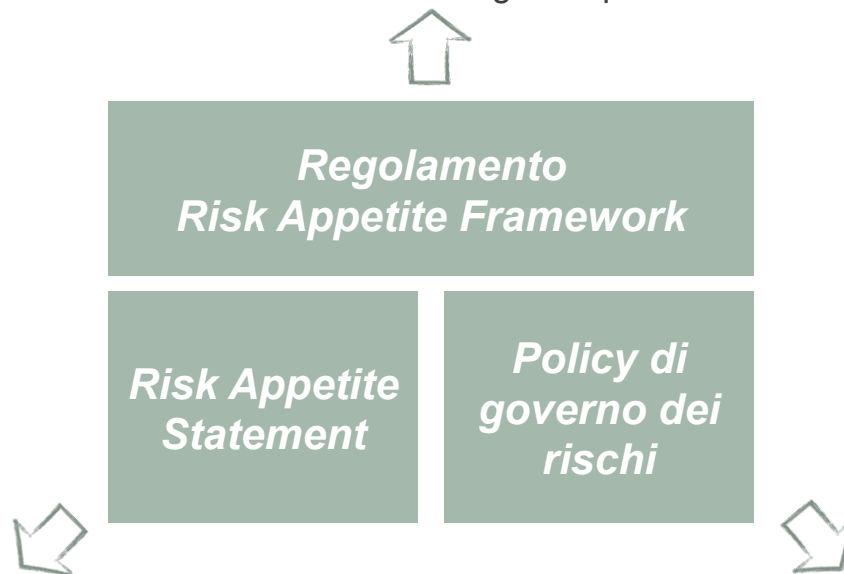 Regolamento
Risk Appetite Framework
Risk Appetite
Statement
Policy di
governo dei
rischi